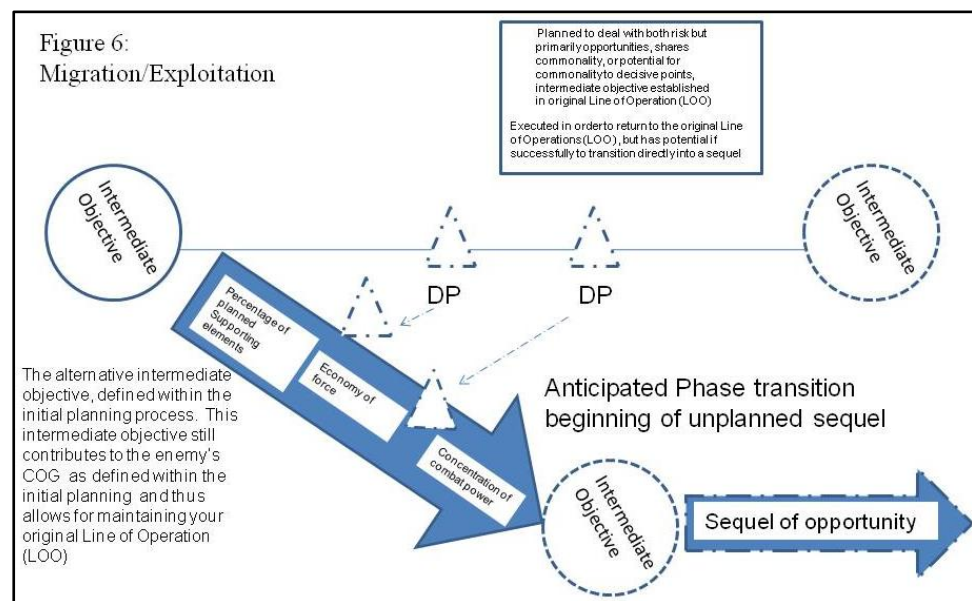 Figure 6:
Migration/Exploitation
Planned to deal with both risk but
primarily opportunities, shares
commonality, or potential for
commonality to decisive points,
intermediate objective established
in original Line of Operation (LOO)
Executed in order to return to the original Line
of Operations (LOO), but has potential if
successfully to transition directly into a sequel
Intermediate
Objective
Intermediate
Objective
DP
DP
Percentage of
planned
Supporting
elements
Economy of
force
Concentration of
combat power
The alternative intermediate
objective, defined within the
initial planning process. This
intermediate objective still
contributes to the enemy's
COG as defined within the
initial planning and thus
allows for maintaining your
original Line of Operation
(LOO)
Anticipated Phase transition
beginning of unplanned sequel
Intermediate
Objective
Sequel of opportunity